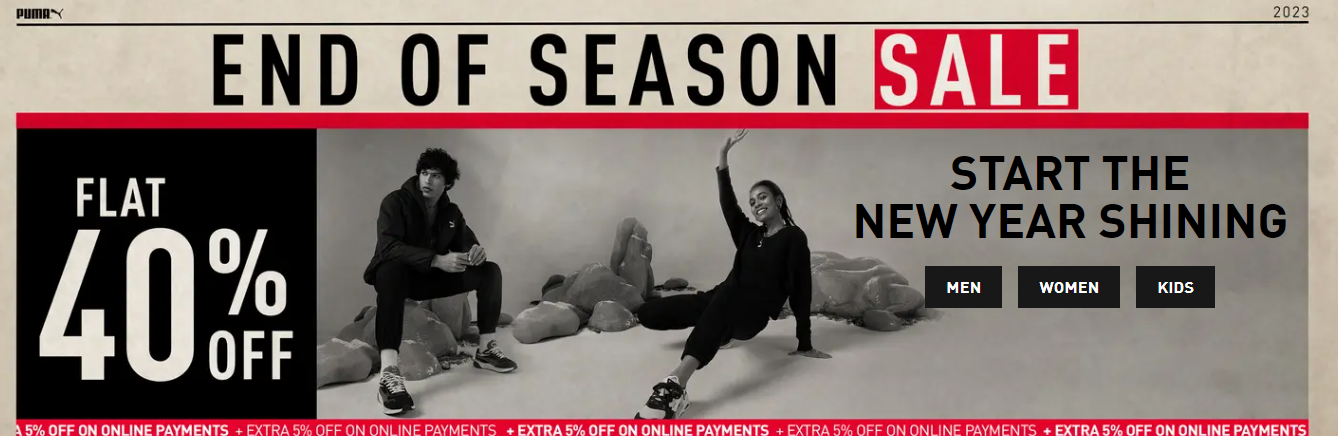 PUMA
2023
END OF SEASON SALE
FLAT
40%
OFF
START THE
NEW YEAR SHINING
MEN WOMEN KIDS
A 5% OFF ON ONLINE PAYMENTS + EXTRA 5% OFF ON ONLINE PAYMENTS + EXTRA 5% OFF ON ONLINE PAYMENTS + EXTRA 5% OFF ON ONLINE PAYMENTS + EXTRA 5% OFF ON ONLINE PAYMENTS